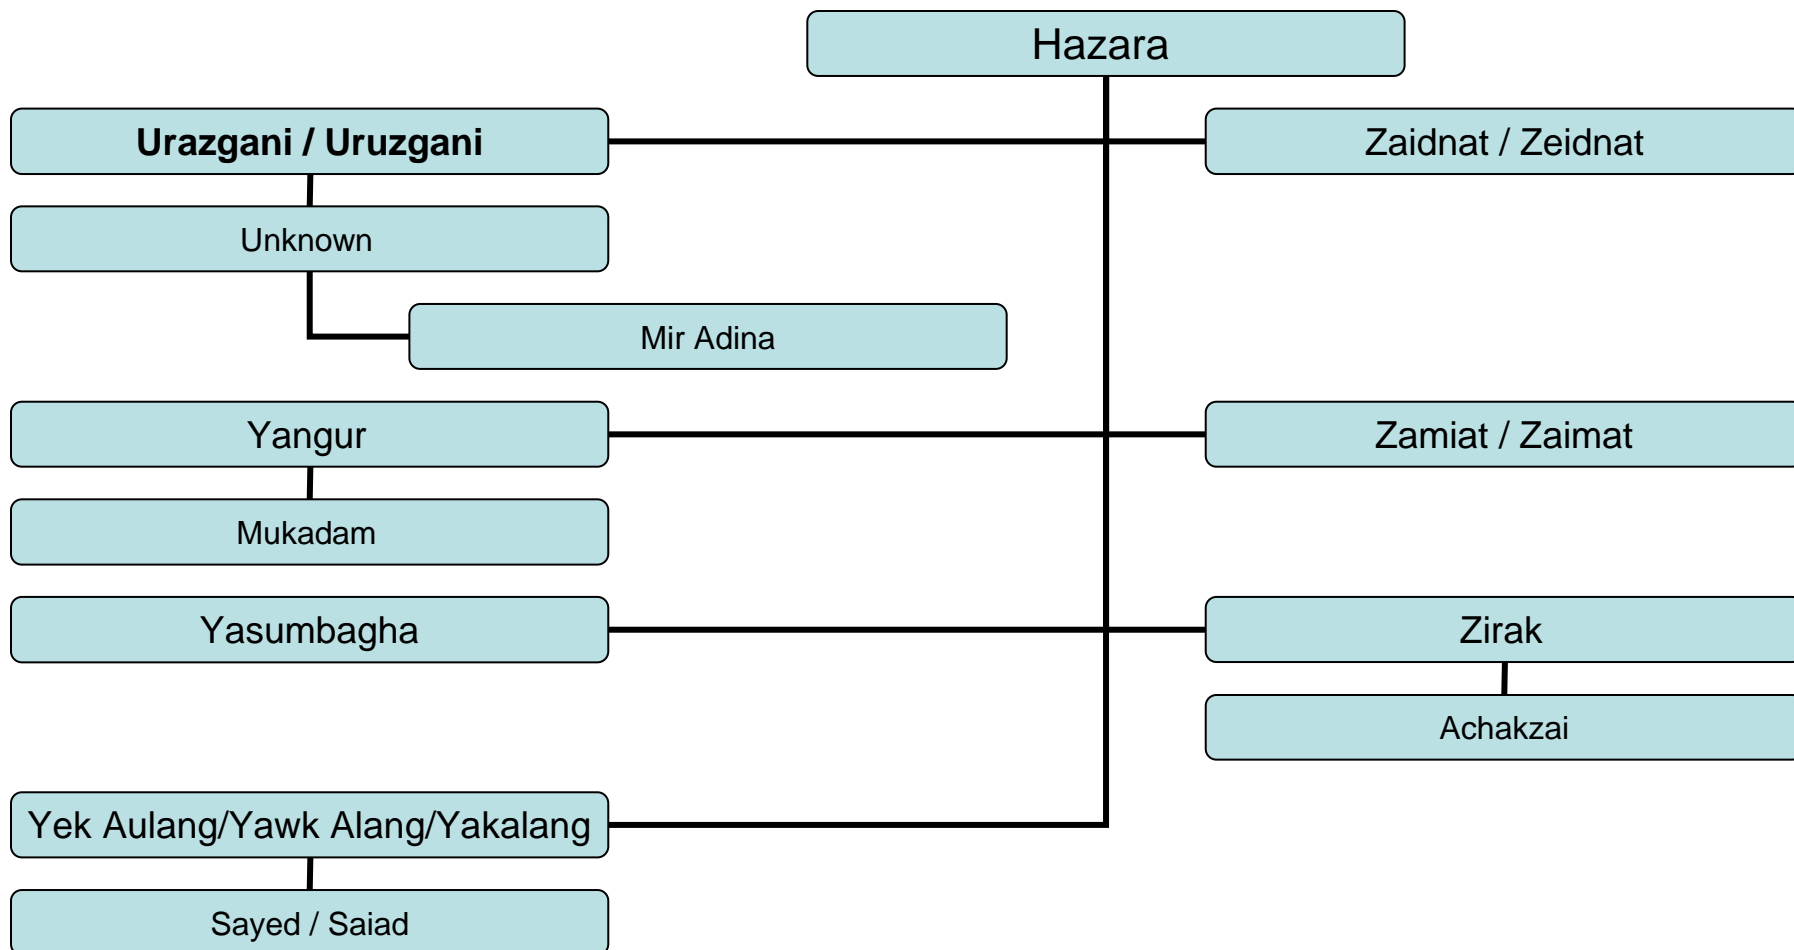 Hazara
Urazgani / Uruzgani
Zaidnat / Zeidnat
Unknown
Mir Adina
Yangur
Zamiat / Zaimat
Mukadam
Yasumbagha
Zirak
Achakzai
Yek Aulang/Yawk Alang/Yakalang
Sayed / Saiad